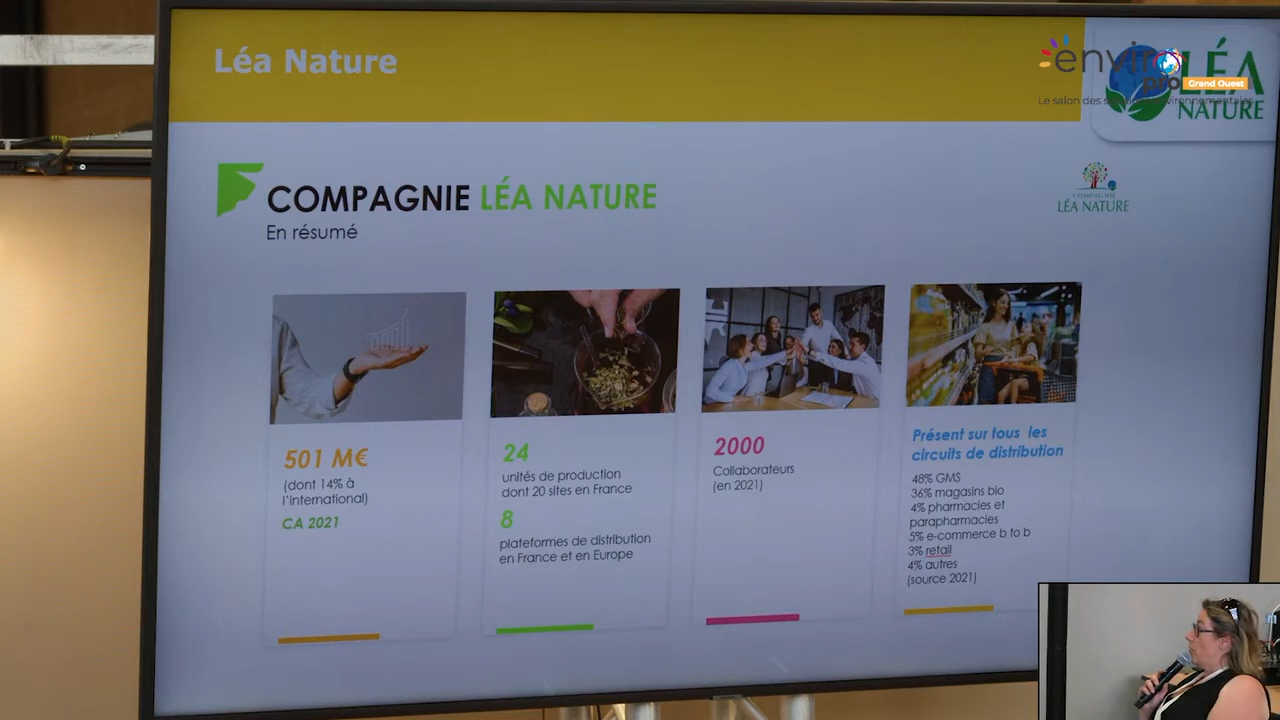 Léa Nature
enviro
pro
Grand Ouest
LÉA
NATURE
COMPAGNIE LÉA NATURE
En résumé
COMPAGNIE
LÉA NATURE
501 M€
(dont 14% à
l'international)
CA 2021
24
unités de production
dont 20 sites en France
8
plateformes de distribution
en France et en Europe
2000
Collaborateurs
(en 2021)
Présent sur tous les
circuits de distribution
48% GMS
36% magasins bio
4% pharmacies et
parapharmacies
5% e-commerce b to b
3% retail
4% autres
(source 2021)